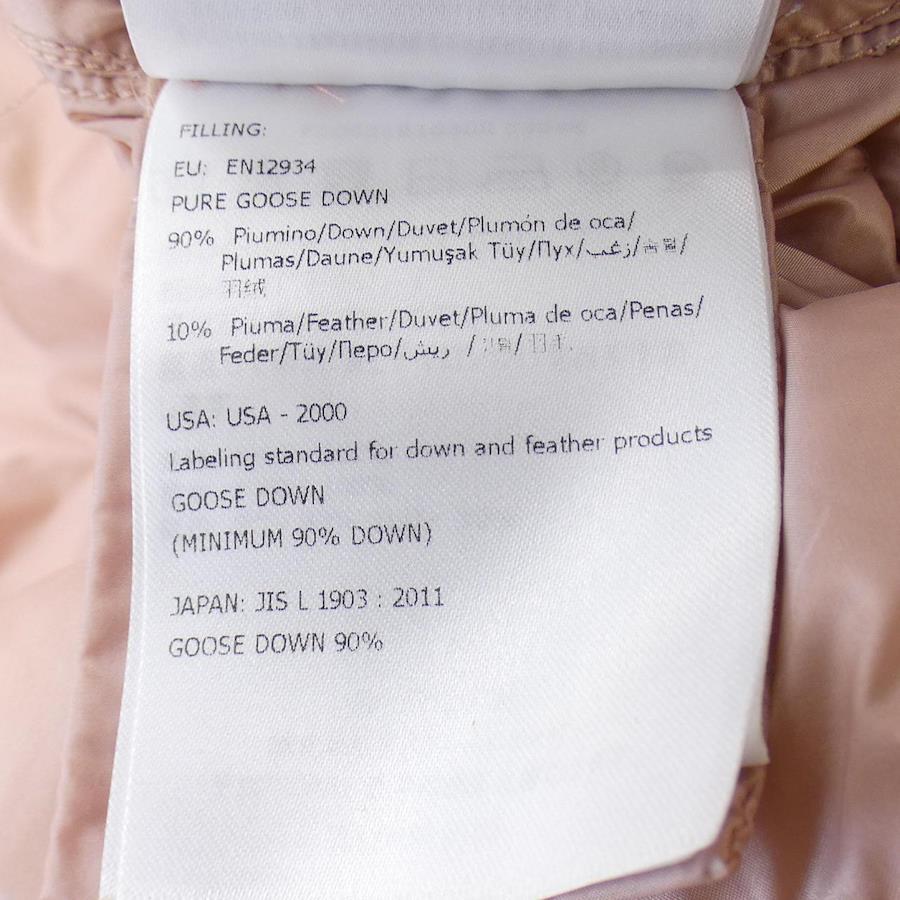 FILLING:
EU: EN12934
PURE GOOSE DOWN
90% Piumino/Down/Duvet/Plumón de oca/
Plumas/Daune/Yumuşak Tüy/Пух/زغب/
羽绒
10% Piuma/Feather/Duvet/Pluma de oca/Penas/
Feder/Tüy/Перо/ريش /
USA: USA - 2000
Labeling standard for down and feather products
GOOSE DOWN
(MINIMUM 90% DOWN)
JAPAN: JIS L 1903 : 2011
GOOSE DOWN 90%